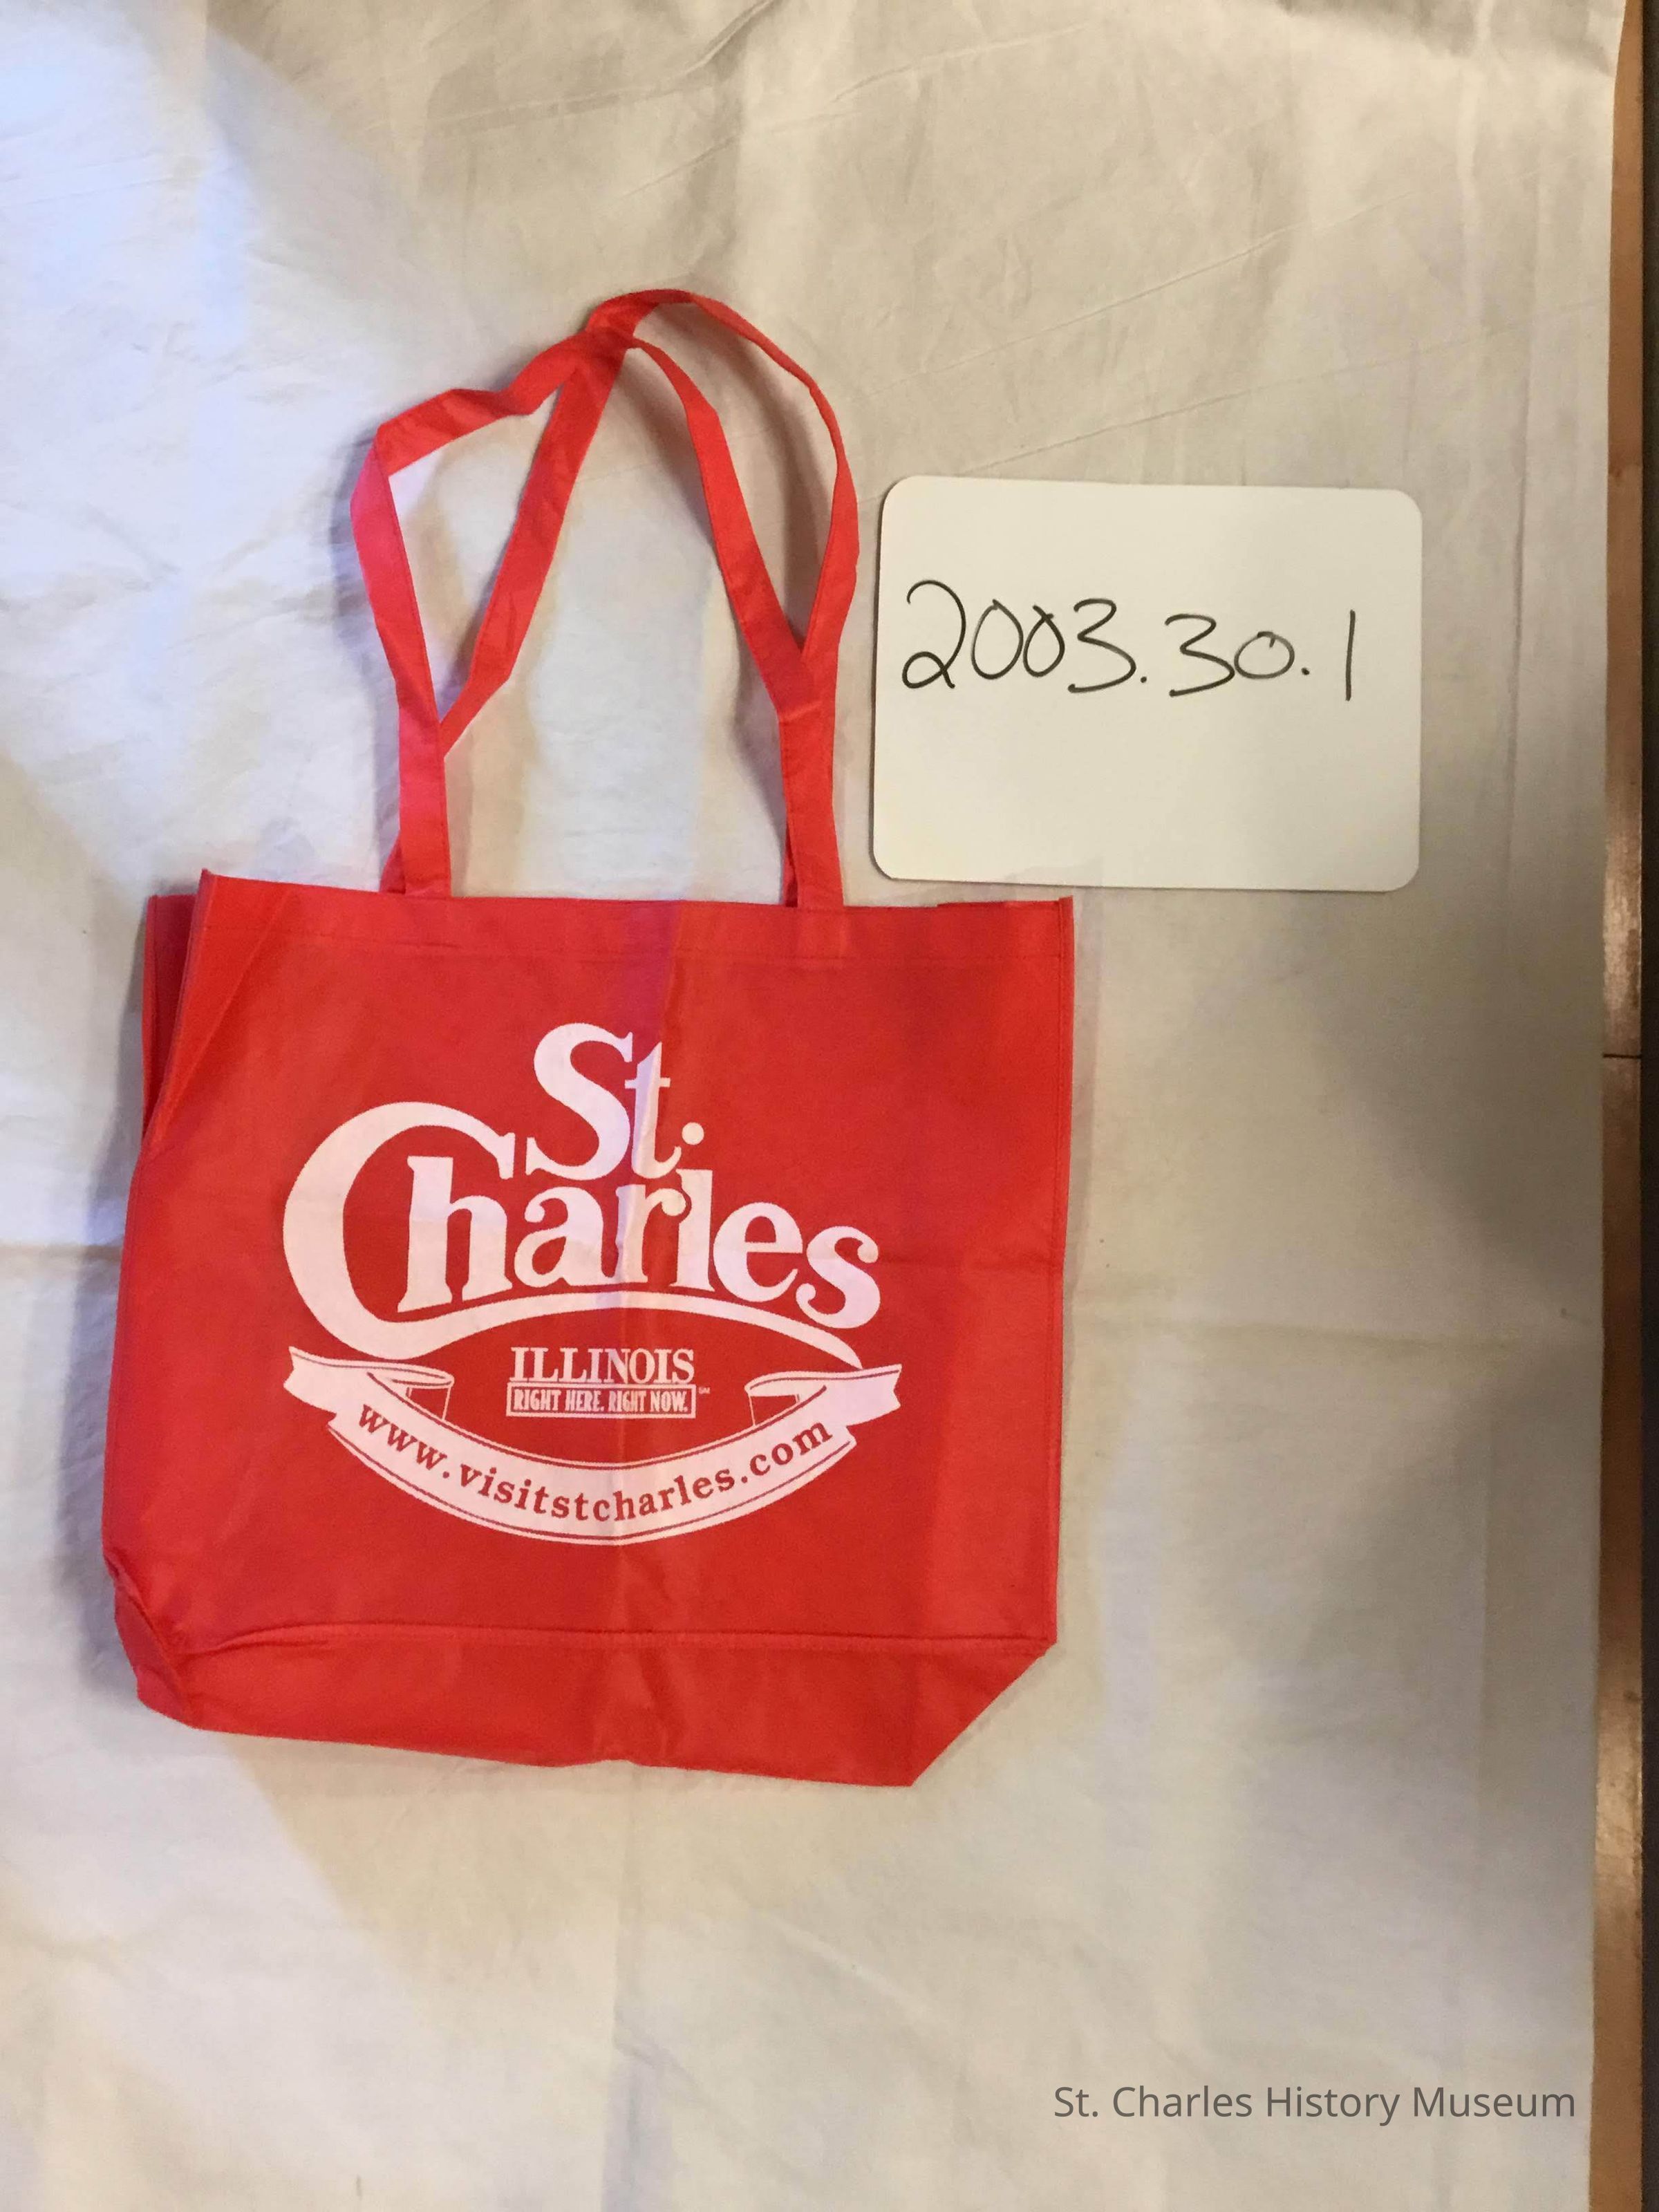 2003.30.1
St.
Charles
ILLINOIS
RIGHT HERE. RIGHT NOW.℠
www.visitstcharles.com
St. Charles History Museum